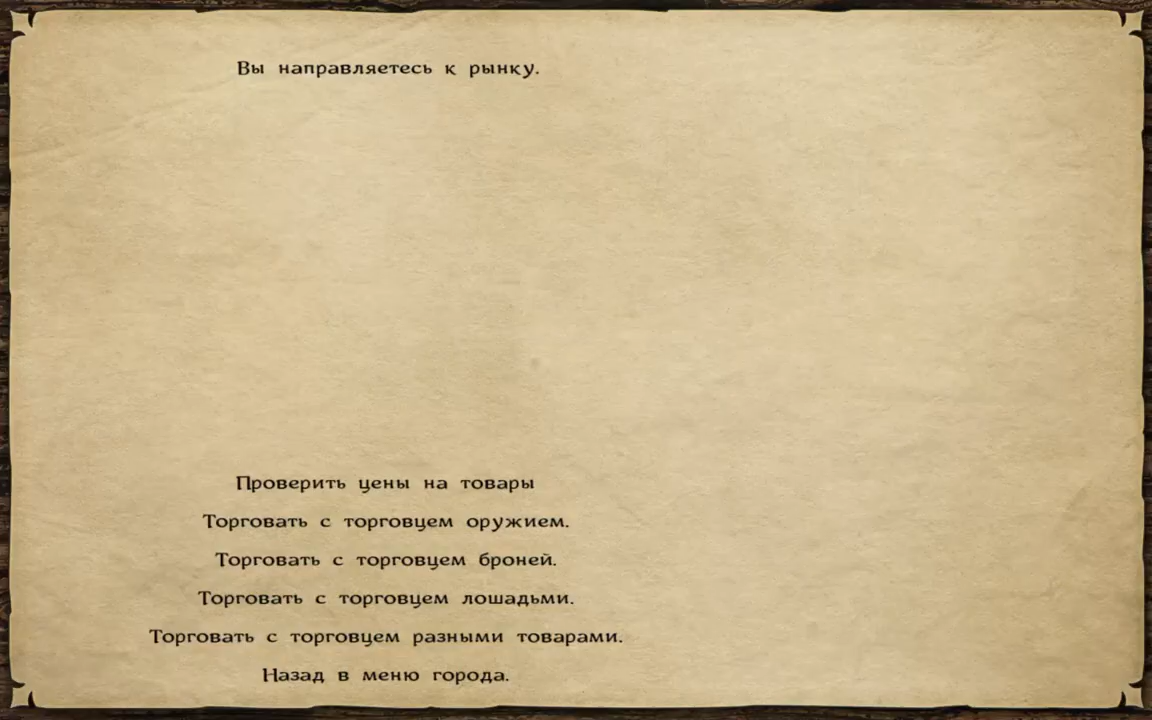 Вы направляетесь к рынку.
Проверить цены на товары
Торговать с торговцем оружием.
Торговать с торговцем броней.
Торговать с торговцем лошадьми.
Торговать с торговцем разными товарами.
Назад в меню города.